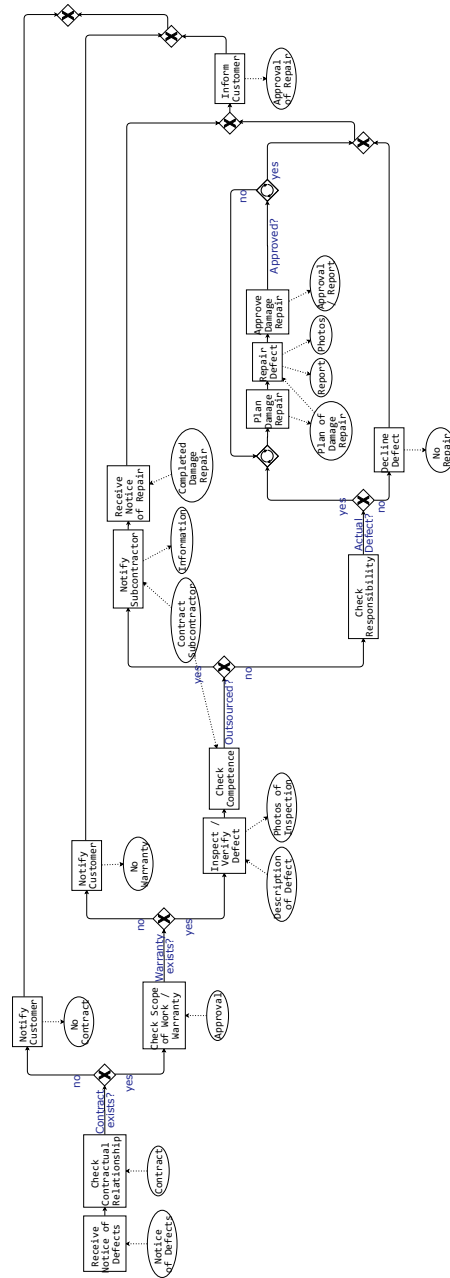 Receive
Notice of
Defects
Notice
of Defects
Check
Contractual
Relationship
Contract
Contract
exists?
no
yes
Notify
Customer
No
Contract
Check Scope
of Work /
Warranty
Approval
Warranty
exists?
no
yes
Notify
Customer
No
Warranty
Inspect /
Verify
Defect
Description
of Defect
Photos of
Inspection
Check
Competence
Outsourced?
yes
no
Contract
Subcontractor
Notify
Subcontractor
Information
Receive
Notice
of Repair
Completed
Damage
Repair
Check
Responsibility
Actual
Defect?
yes
no
Plan
Damage
Repair
Plan of
Damage
Repair
Repair
Defect
Report
Photos
Approve
Damage
Repair
Approval
/ Report
Approved?
no
yes
Decline
Defect
No
Repair
Inform
Customer
Approval
of Repair